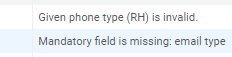 Given phone type (RH) is invalid.
Mandatory field is missing: email type